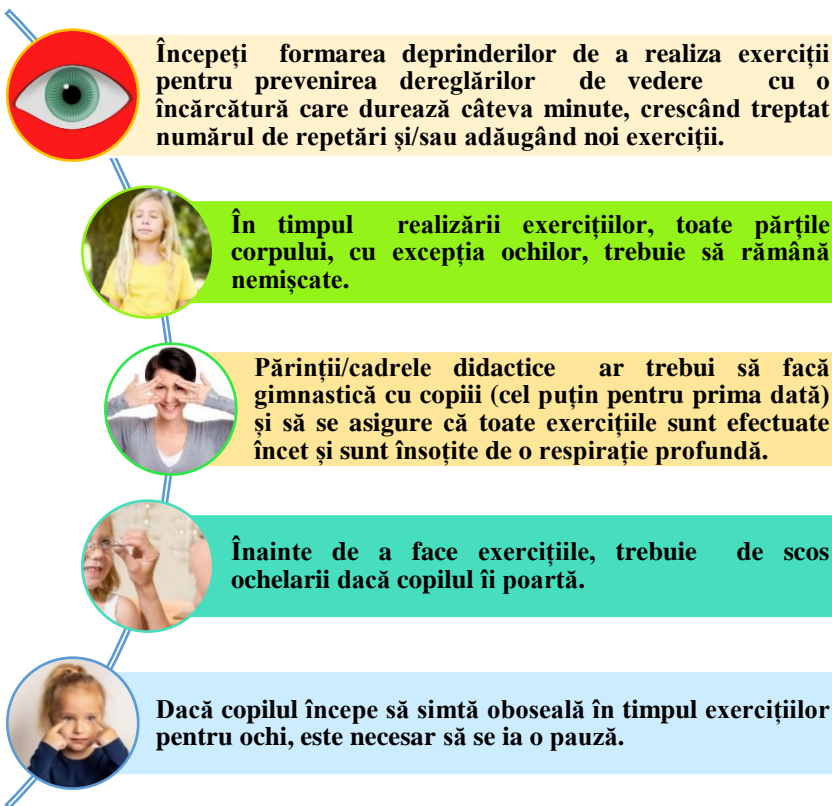 Începeți formarea deprinderilor de a realiza exerciții
pentru prevenirea dereglărilor de vedere cu o
încărcătură care durează câteva minute, crescând treptat
numărul de repetări și/sau adăugând noi exerciții.
În timpul realizării exercițiilor, toate părțile
corpului, cu excepția ochilor, trebuie să rămână
nemișcate.
Părinții/cadrele didactice ar trebui să facă
gimnastică cu copiii (cel puțin pentru prima dată)
și să se asigure că toate exercițiile sunt efectuate
încet și sunt însoțite de o respirație profundă.
Înainte de a face exercițiile, trebuie de scos
ochelarii dacă copilul îi poartă.
Dacă copilul începe să simtă oboseală în timpul exercițiilor
pentru ochi, este necesar să se ia o pauză.